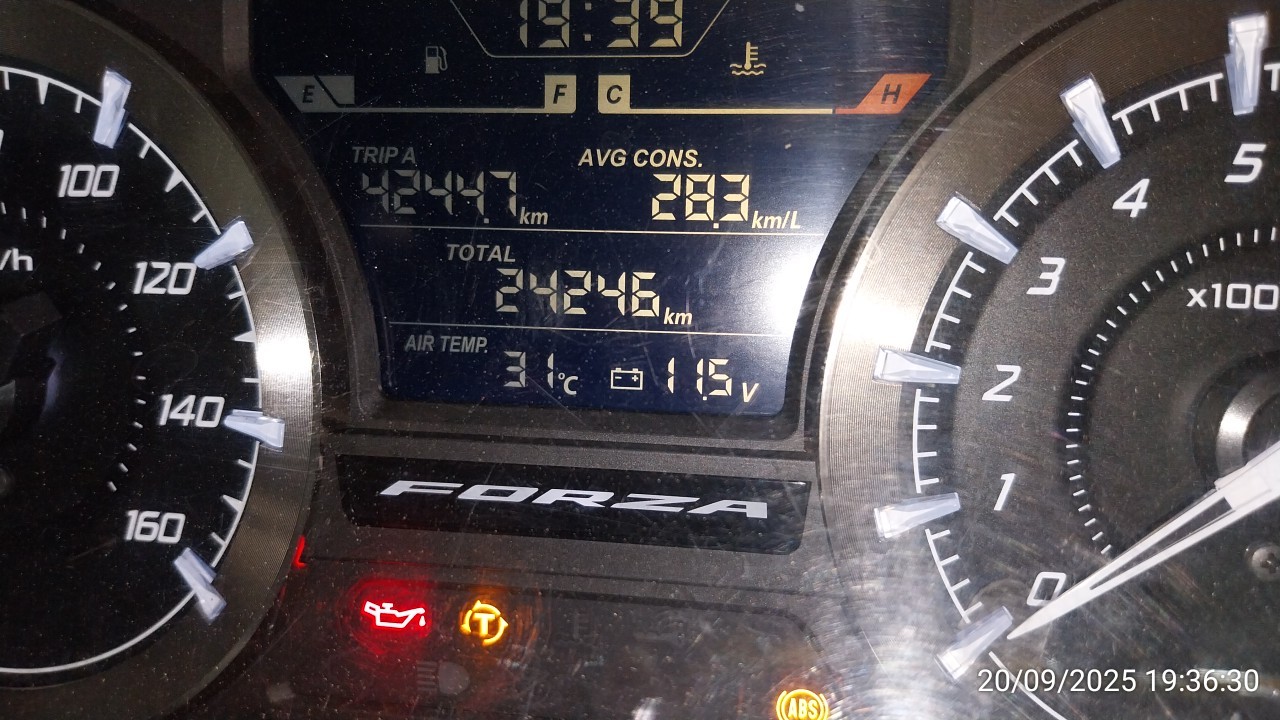 19:39
E F C H
TRIP A
4244.7 km
AVG CONS.
28.3 km/L
TOTAL
24246 km
AIR TEMP.
31 °C
11.5 V
FORZA
100
120
140
160
/h
5
4
3
2
1
0
x100
T
ABS
20/09/2025 19:36:30